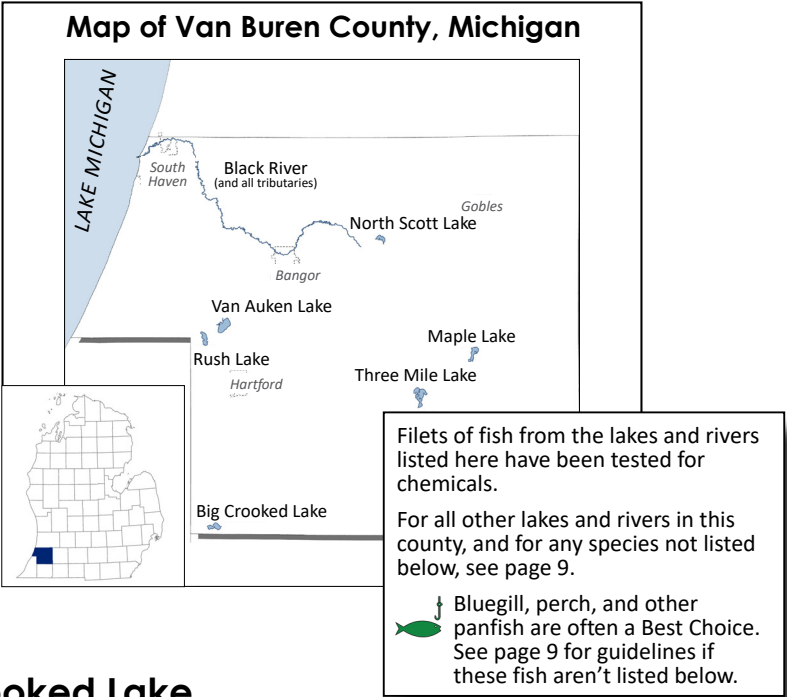 Map of Van Buren County, Michigan
LAKE MICHIGAN
South
Haven
Black River
(and all tributaries)
Gobles
North Scott Lake
Bangor
Van Auken Lake
Maple Lake
Rush Lake
Three Mile Lake
Hartford
Big Crooked Lake
Filets of fish from the lakes and rivers
listed here have been tested for
chemicals.
For all other lakes and rivers in this
county, and for any species not listed
below, see page 9.
Bluegill, perch, and other
panfish are often a Best Choice.
See page 9 for guidelines if
these fish aren't listed below.
Lake